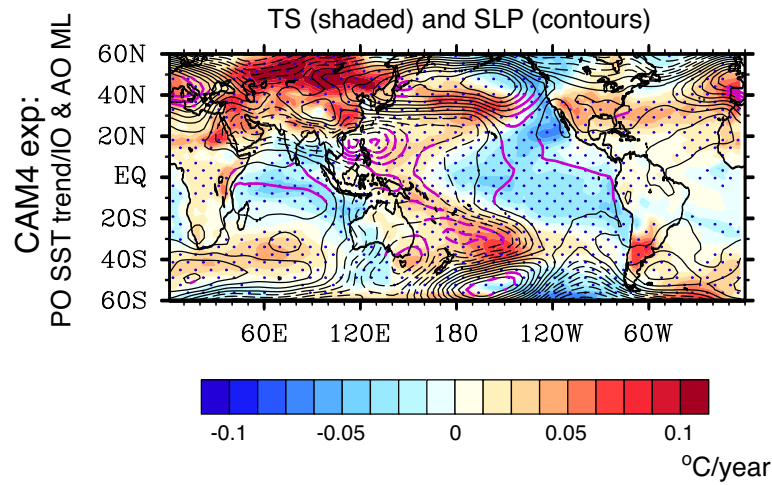 TS (shaded) and SLP (contours)
CAM4 exp:
PO SST trend/IO & AO ML
60N
40N
20N
EQ
20S
40S
60S
60E 120E 180 120W 60W
-0.1 -0.05 0 0.05 0.1
°C/year